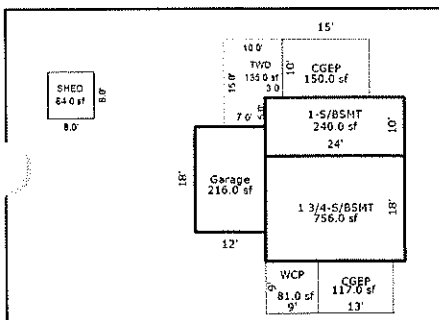 15'
10.0'
TWD
135.0 sf
3.0
15.0'
10'
CGEP
150.0 sf
SHED
64.0 sf
8.0'
8.0'
7.0'
5.0'
1-S/BSMT
240.0 sf
10'
24'
18'
Garage
216.0 sf
12'
1 3/4-S/BSMT
756.0 sf
18'
9'
WCP
81.0 sf
9'
CGEP
117.0 sf
13'